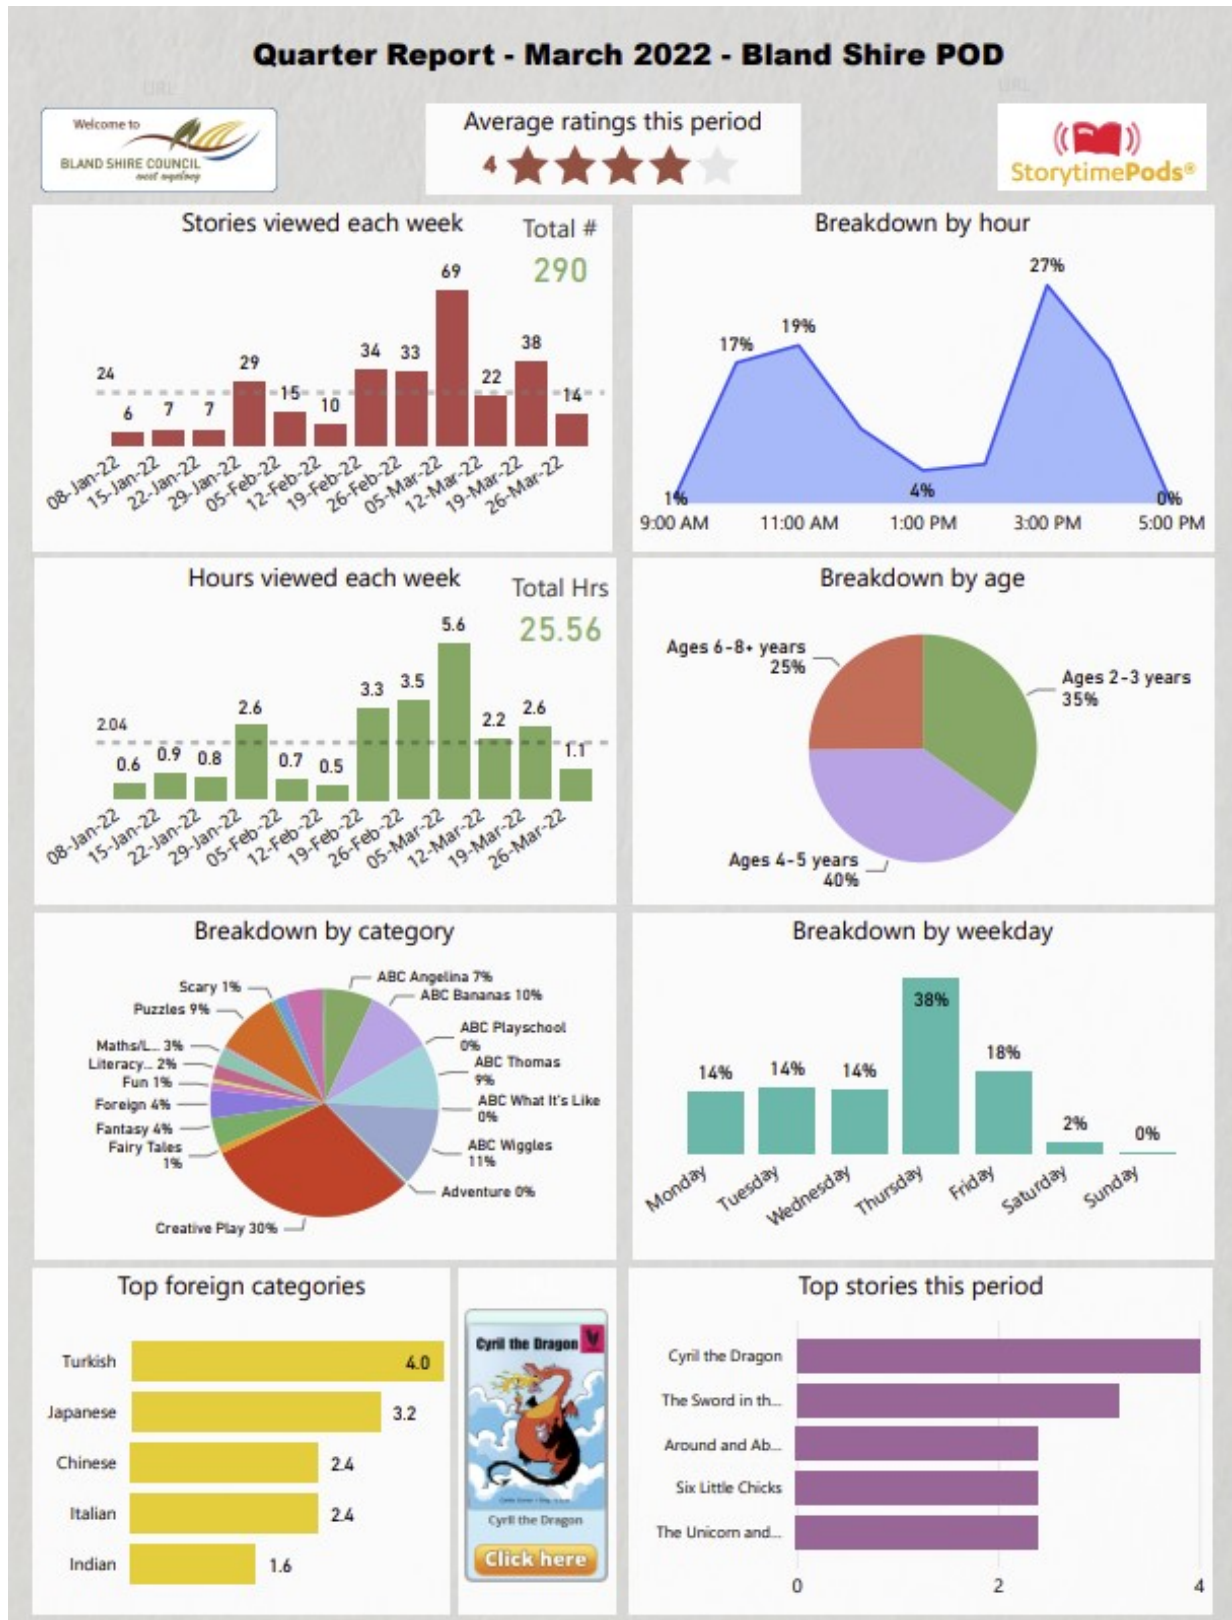 Quarter Report - March 2022 - Bland Shire POD
URL
URL
Welcome to
BLAND SHIRE COUNCIL
west wyalong
Average ratings this period
4
StorytimePods®
Stories viewed each week
Total #
290
24
6
7
7
29
15
10
34
33
69
22
38
14
08-Jan-22
15-Jan-22
22-Jan-22
29-Jan-22
05-Feb-22
12-Feb-22
19-Feb-22
26-Feb-22
05-Mar-22
12-Mar-22
19-Mar-22
26-Mar-22
Breakdown by hour
1%
17%
19%
4%
27%
0%
9:00 AM
11:00 AM
1:00 PM
3:00 PM
5:00 PM
Hours viewed each week
Total Hrs
25.56
2.04
0.6
0.9
0.8
2.6
0.7
0.5
3.3
3.5
5.6
2.2
2.6
1.1
08-Jan-22
15-Jan-22
22-Jan-22
29-Jan-22
05-Feb-22
12-Feb-22
19-Feb-22
26-Feb-22
05-Mar-22
12-Mar-22
19-Mar-22
26-Mar-22
Breakdown by age
Ages 6-8+ years
25%
Ages 2-3 years
35%
Ages 4-5 years
40%
Breakdown by category
ABC Angelina 7%
ABC Bananas 10%
ABC Playschool
0%
ABC Thomas
9%
ABC What It's Like
0%
ABC Wiggles
11%
Adventure 0%
Creative Play 30%
Fairy Tales
1%
Fantasy 4%
Foreign 4%
Fun 1%
Literacy... 2%
Maths/L... 3%
Puzzles 9%
Scary 1%
Breakdown by weekday
14%
14%
14%
38%
18%
2%
0%
Monday
Tuesday
Wednesday
Thursday
Friday
Saturday
Sunday
Top foreign categories
Turkish
4.0
Japanese
3.2
Chinese
2.4
Italian
2.4
Indian
1.6
Cyril the Dragon
Cyril the Dragon
Click here
Top stories this period
Cyril the Dragon
The Sword in th...
Around and Ab...
Six Little Chicks
The Unicorn and...
0
2
4